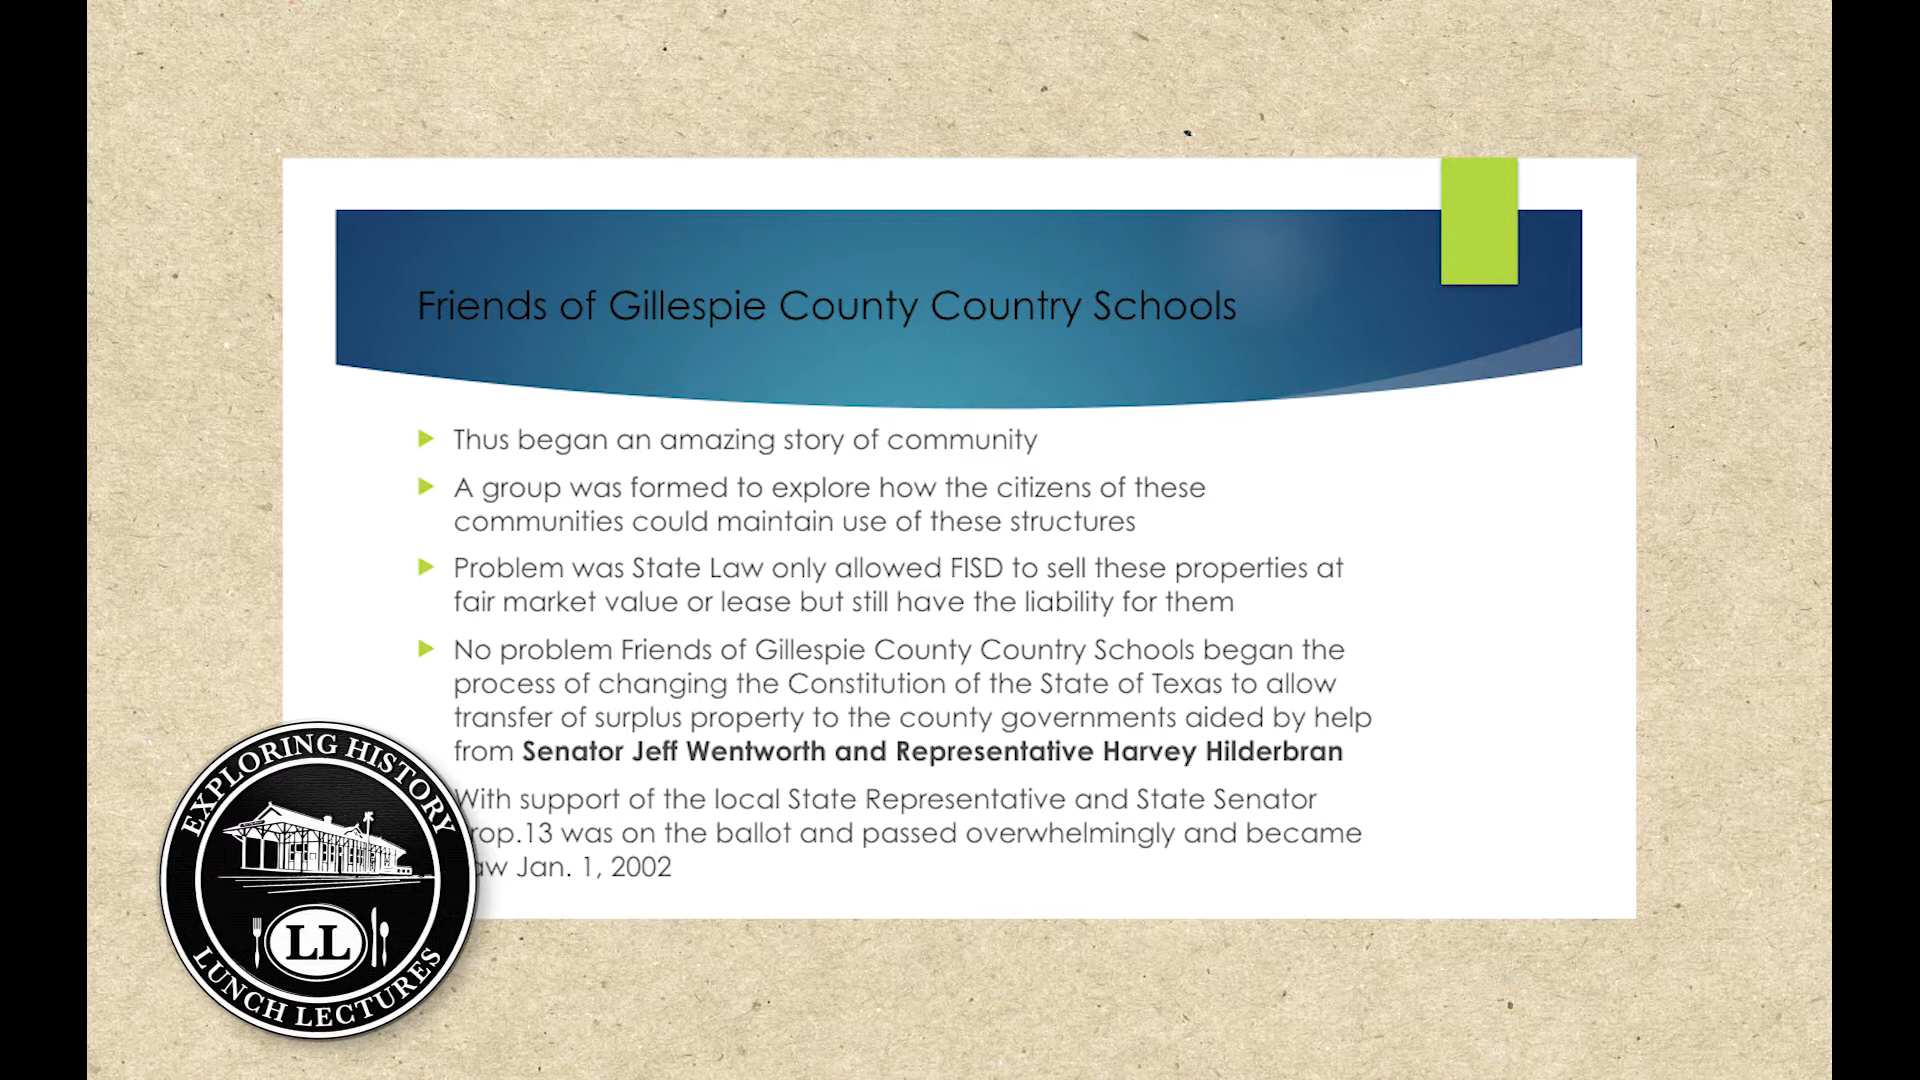 Friends of Gillespie County Country Schools
Thus began an amazing story of community
A group was formed to explore how the citizens of these
communities could maintain use of these structures
Problem was State Law only allowed FISD to sell these properties at
fair market value or lease but still have the liability for them
No problem Friends of Gillespie County Country Schools began the
process of changing the Constitution of the State of Texas to allow
transfer of surplus property to the county governments aided by help
from Senator Jeff Wentworth and Representative Harvey Hilderbran
With support of the local State Representative and State Senator
rop.13 was on the ballot and passed overwhelmingly and became
aw Jan. 1, 2002
EXPLORING HISTORY
LL
LUNCH LECTURES